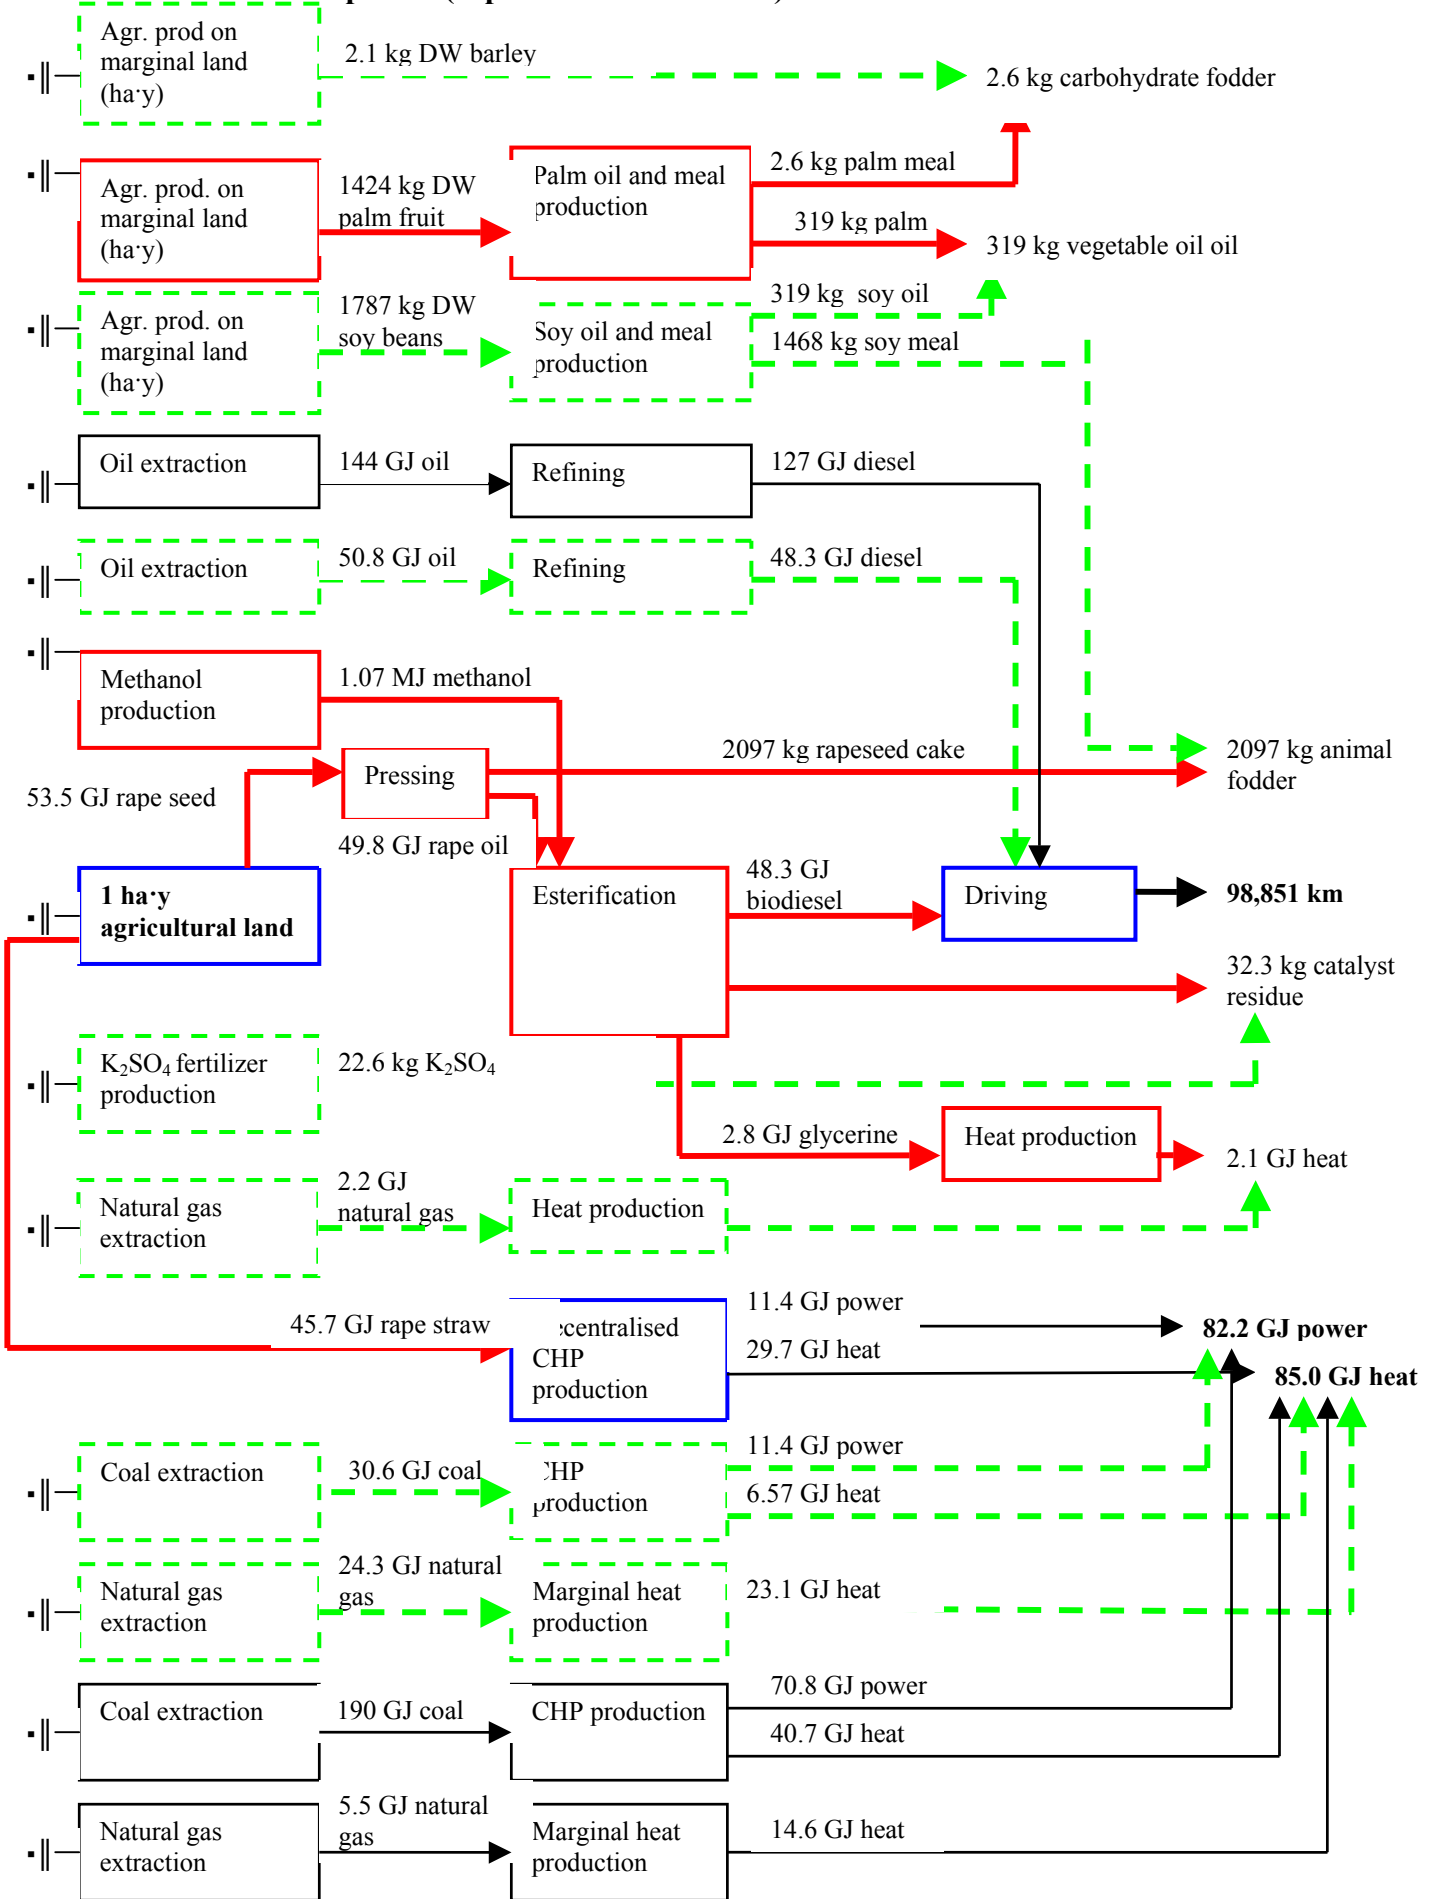 Agr. prod on
marginal land
(ha·y)
2.1 kg DW barley
2.6 kg carbohydrate fodder
Agr. prod. on
marginal land
(ha·y)
1424 kg DW
palm fruit
Palm oil and meal
production
2.6 kg palm meal
319 kg palm
319 kg vegetable oil oil
Agr. prod. on
marginal land
(ha·y)
1787 kg DW
soy beans
Soy oil and meal
production
319 kg soy oil
1468 kg soy meal
Oil extraction
144 GJ oil
Refining
127 GJ diesel
Oil extraction
50.8 GJ oil
Refining
48.3 GJ diesel
Methanol
production
1.07 MJ methanol
Pressing
2097 kg rapeseed cake
2097 kg animal
fodder
53.5 GJ rape seed
49.8 GJ rape oil
1 ha·y
agricultural land
Esterification
48.3 GJ
biodiesel
Driving
98,851 km
32.3 kg catalyst
residue
K₂SO₄ fertilizer
production
22.6 kg K₂SO₄
2.8 GJ glycerine
Heat production
2.1 GJ heat
Natural gas
extraction
2.2 GJ
natural gas
Heat production
45.7 GJ rape straw
ecentralised
CHP
production
11.4 GJ power
29.7 GJ heat
82.2 GJ power
85.0 GJ heat
Coal extraction
30.6 GJ coal
CHP
production
11.4 GJ power
6.57 GJ heat
Natural gas
extraction
24.3 GJ natural
gas
Marginal heat
production
23.1 GJ heat
Coal extraction
190 GJ coal
CHP production
70.8 GJ power
40.7 GJ heat
Natural gas
extraction
5.5 GJ natural
gas
Marginal heat
production
14.6 GJ heat